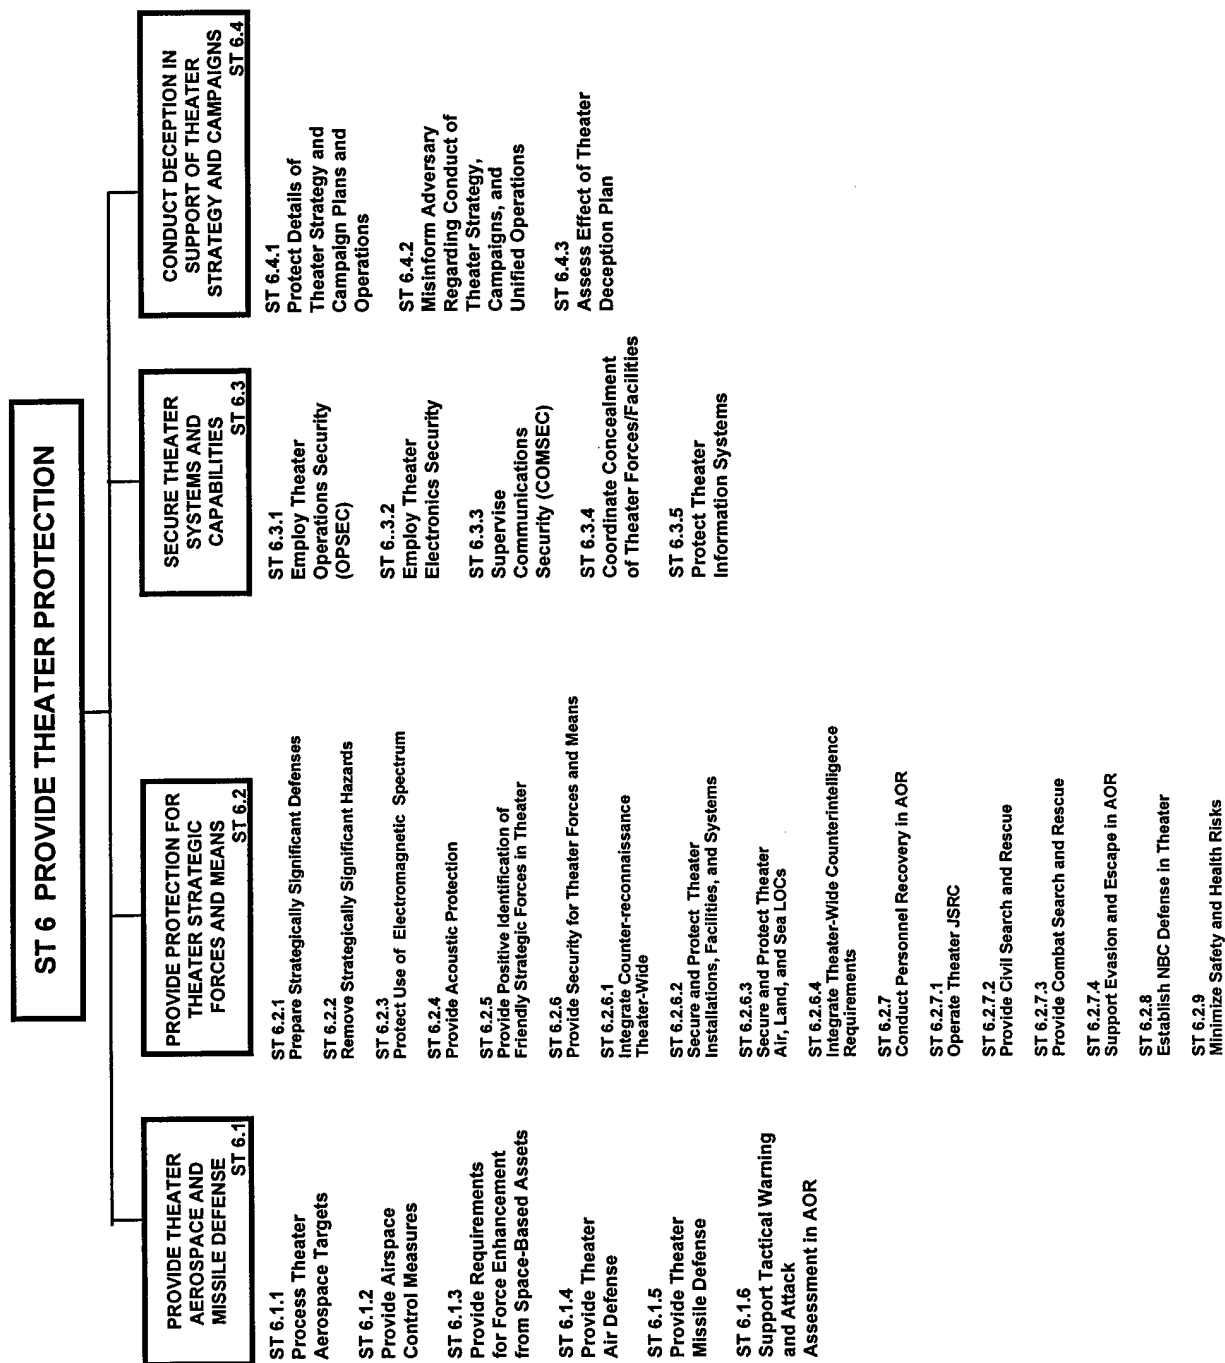 ST 6 PROVIDE THEATER PROTECTION
PROVIDE THEATER
AEROSPACE AND
MISSILE DEFENSE
ST 6.1
ST 6.1.1
Process Theater
Aerospace Targets
ST 6.1.2
Provide Airspace
Control Measures
ST 6.1.3
Provide Requirements
for Force Enhancement
from Space-Based Assets
ST 6.1.4
Provide Theater
Air Defense
ST 6.1.5
Provide Theater
Missile Defense
ST 6.1.6
Support Tactical Warning
and Attack
Assessment in AOR
PROVIDE PROTECTION FOR
THEATER STRATEGIC
FORCES AND MEANS
ST 6.2
ST 6.2.1
Prepare Strategically Significant Defenses
ST 6.2.2
Remove Strategically Significant Hazards
ST 6.2.3
Protect Use of Electromagnetic Spectrum
ST 6.2.4
Provide Acoustic Protection
ST 6.2.5
Provide Positive Identification of
Friendly Strategic Forces in Theater
ST 6.2.6
Provide Security for Theater Forces and Means
ST 6.2.6.1
Integrate Counter-reconnaissance
Theater-Wide
ST 6.2.6.2
Secure and Protect Theater
Installations, Facilities, and Systems
ST 6.2.6.3
Secure and Protect Theater
Air, Land, and Sea LOCs
ST 6.2.6.4
Integrate Theater-Wide Counterintelligence
Requirements
ST 6.2.7
Conduct Personnel Recovery in AOR
ST 6.2.7.1
Operate Theater JSRC
ST 6.2.7.2
Provide Civil Search and Rescue
ST 6.2.7.3
Provide Combat Search and Rescue
ST 6.2.7.4
Support Evasion and Escape in AOR
ST 6.2.8
Establish NBC Defense in Theater
ST 6.2.9
Minimize Safety and Health Risks
SECURE THEATER
SYSTEMS AND
CAPABILITIES
ST 6.3
ST 6.3.1
Employ Theater
Operations Security
(OPSEC)
ST 6..3.2
Employ Theater
Electronics Security
ST 6.3.3
Supervise
Communications
Security (COMSEC)
ST 6.3.4
Coordinate Concealment
of Theater Forces/Facilities
ST 6.3.5
Protect Theater
Information Systems
CONDUCT DECEPTION IN
SUPPORT OF THEATER
STRATEGY AND CAMPAIGNS
ST 6.4
ST 6.4.1
Protect Details of
Theater Strategy and
Campaign Plans and
Operations
ST 6.4.2
Misinform Adversary
Regarding Conduct of
Theater Strategy,
Campaigns, and
Unified Operations
ST 6.4.3
Assess Effect of Theater
Deception Plan